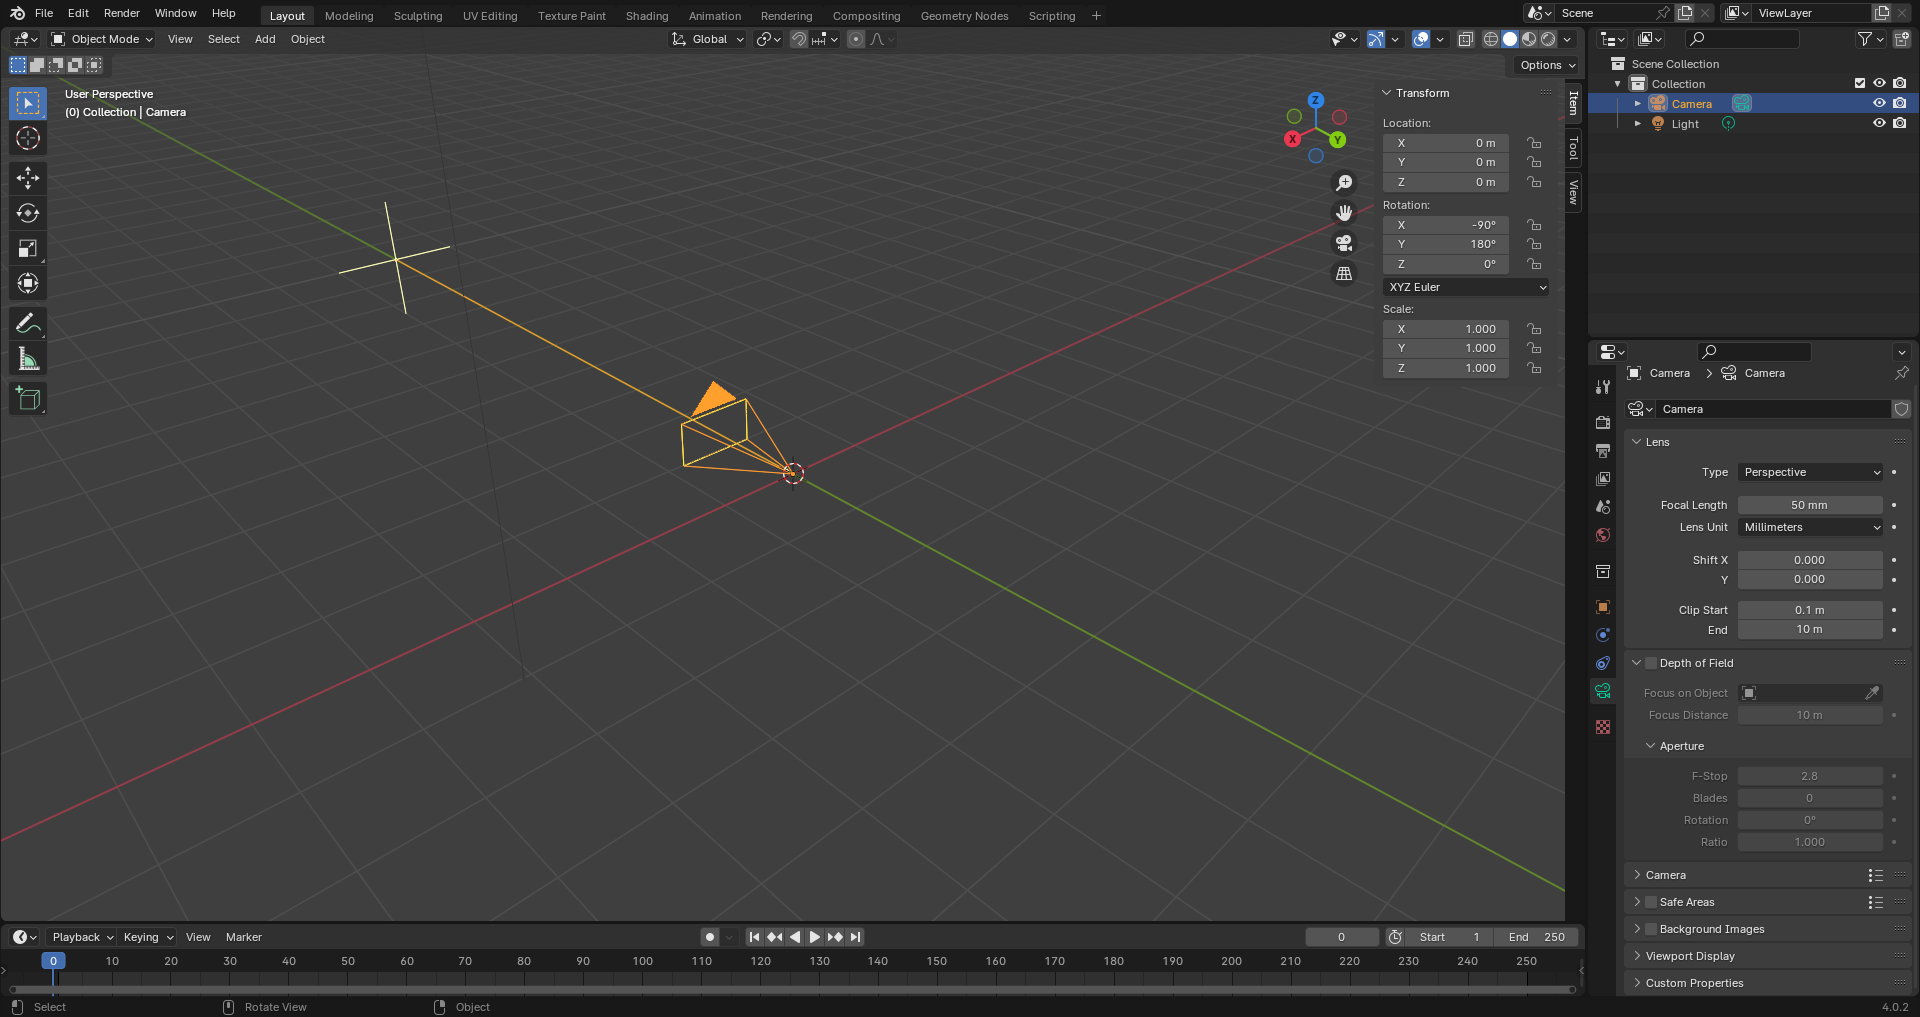 File Edit Render Window Help Layout Modeling Sculpting UV Editing Texture Paint Shading Animation Rendering Compositing Geometry Nodes Scripting + Scene ViewLayer
Object Mode View Select Add Object Global
Options
User Perspective
(0) Collection | Camera
Z
X
Y
Transform
Location:
X 0 m
Y 0 m
Z 0 m
Rotation:
X -90°
Y 180°
Z 0°
XYZ Euler
Scale:
X 1.000
Y 1.000
Z 1.000
Item
Tool
View
Scene Collection
Collection
Camera
Light
Camera > Camera
Camera
Lens
Type Perspective
Focal Length 50 mm
Lens Unit Millimeters
Shift X 0.000
Y 0.000
Clip Start 0.1 m
End 10 m
Depth of Field
Focus on Object
Focus Distance 10 m
Aperture
F-Stop 2.8
Blades 0
Rotation 0°
Ratio 1.000
Camera
Safe Areas
Background Images
Viewport Display
Custom Properties
Playback Keying View Marker 0 Start 1 End 250
0 10 20 30 40 50 60 70 80 90 100 110 120 130 140 150 160 170 180 190 200 210 220 230 240 250
Select Rotate View Object 4.0.2